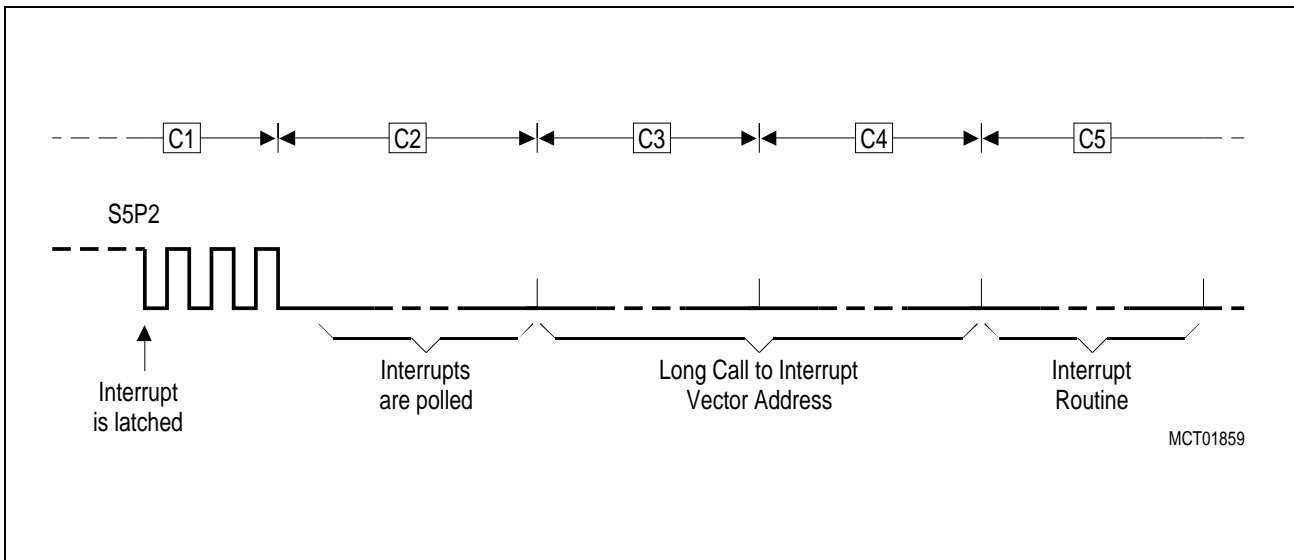 C1
C2
C3
C4
C5
S5P2
Interrupt
is latched
Interrupts
are polled
Long Call to Interrupt
Vector Address
Interrupt
Routine
MCT01859